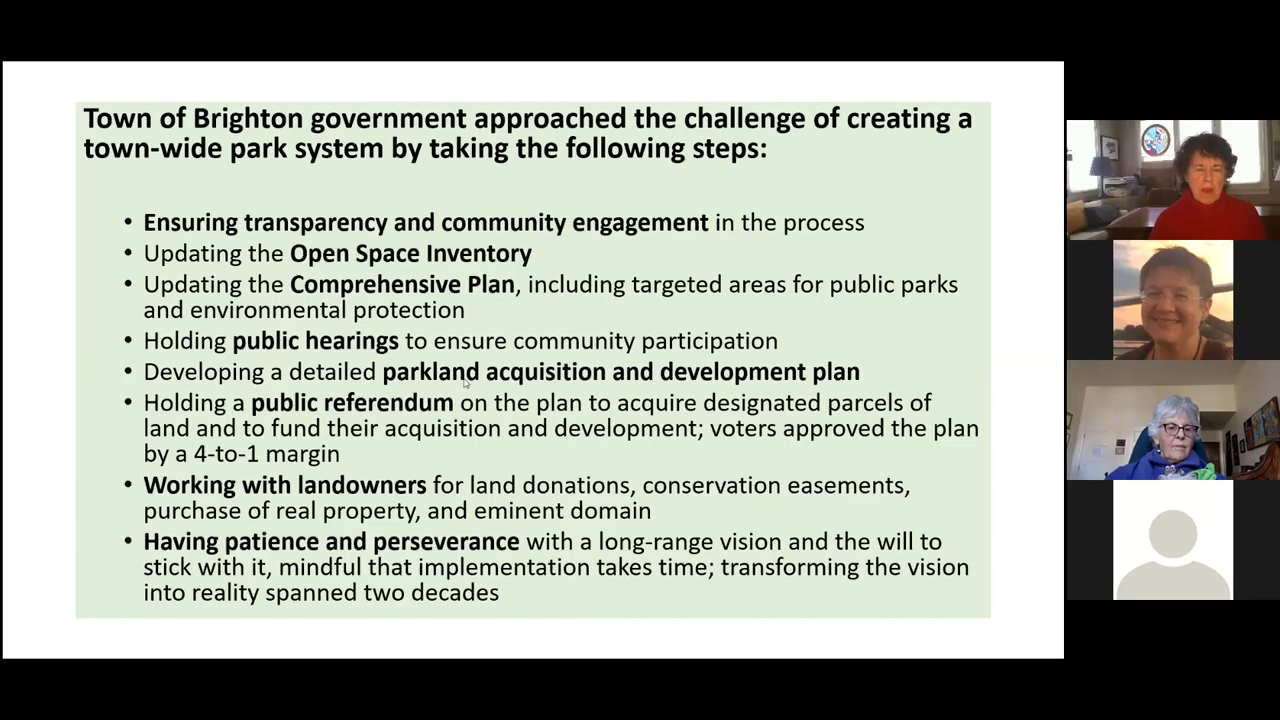 Town of Brighton government approached the challenge of creating a
town-wide park system by taking the following steps:
• Ensuring transparency and community engagement in the process
• Updating the Open Space Inventory
• Updating the Comprehensive Plan, including targeted areas for public parks
and environmental protection
• Holding public hearings to ensure community participation
• Developing a detailed parkland acquisition and development plan
• Holding a public referendum on the plan to acquire designated parcels of
land and to fund their acquisition and development; voters approved the plan
by a 4-to-1 margin
• Working with landowners for land donations, conservation easements,
purchase of real property, and eminent domain
• Having patience and perseverance with a long-range vision and the will to
stick with it, mindful that implementation takes time; transforming the vision
into reality spanned two decades